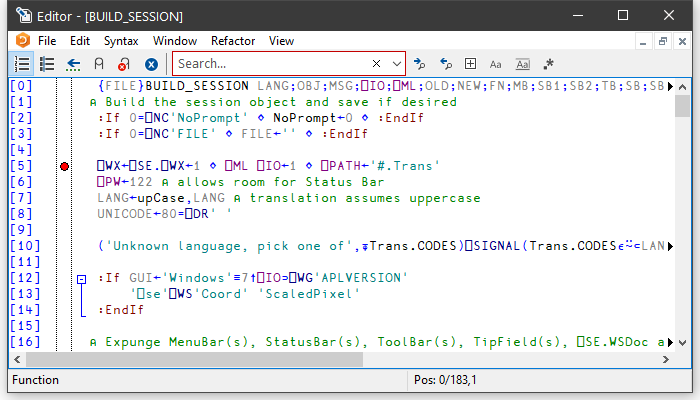 Editor - [BUILD_SESSION]
File Edit Syntax Window Refactor View
Search... Aa Aa .*
[0] {FILE}BUILD_SESSION LANG;OBJ;MSG;⎕IO;⎕ML;OLD;NEW;FN;MB;SB1;SB2;TB;SB;SB
[1] ⍝ Build the session object and save if desired
[2] :If 0=⎕NC'NoPrompt' ⋄ NoPrompt←0 ⋄ :EndIf
[3] :If 0=⎕NC'FILE' ⋄ FILE←'' ⋄ :EndIf
[4]
[5] ⎕WX←⎕SE.⎕WX←1 ⋄ ⎕ML ⎕IO←1 ⋄ ⎕PATH←'#.Trans'
[6] ⎕PW←122 ⍝ allows room for Status Bar
[7] LANG←upCase,LANG ⍝ translation assumes uppercase
[8] UNICODE←80=⎕DR' '
[9]
[10] ('Unknown language, pick one of',⍕Trans.CODES)⎕SIGNAL(Trans.CODES∊⍨⊂LAN
[11]
[12] :If GUI←'Windows'≡7↑⎕IO⊃⎕WG'APLVERSION'
[13] '⎕se'⎕WS'Coord' 'ScaledPixel'
[14] :EndIf
[15]
[16] ⍝ Expunge MenuBar(s), StatusBar(s), ToolBar(s), TipField(s), ⎕SE.WSDoc a
Function Pos: 0/183,1